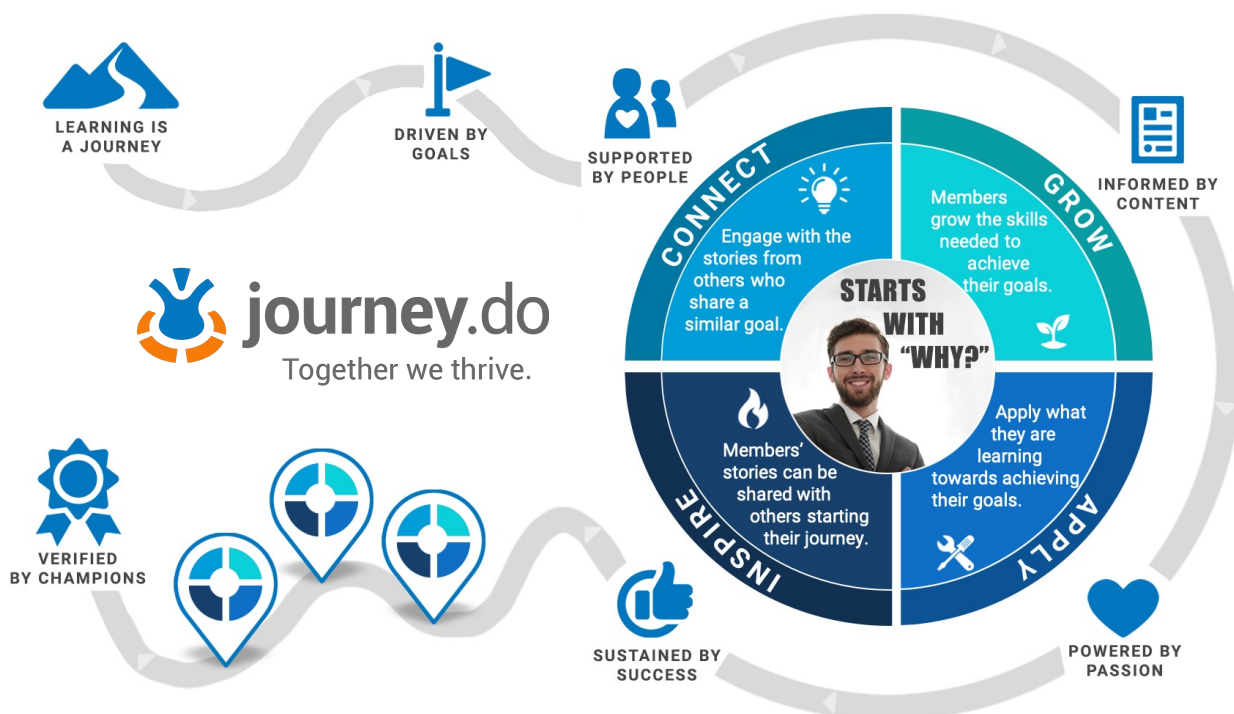 LEARNING IS
A JOURNEY
DRIVEN BY
GOALS
SUPPORTED
BY PEOPLE
INFORMED BY
CONTENT
CONNECT
Engage with the
stories from
others who
share a
similar goal.
GROW
Members
grow the skills
needed to
achieve
their goals.
STARTS
WITH
“WHY?”
journey.do
Together we thrive.
INSPIRE
Members’
stories can be
shared with
others starting
their journey.
APPLY
Apply what
they are
learning
towards achieving
their goals.
VERIFIED
BY CHAMPIONS
SUSTAINED BY
SUCCESS
POWERED BY
PASSION